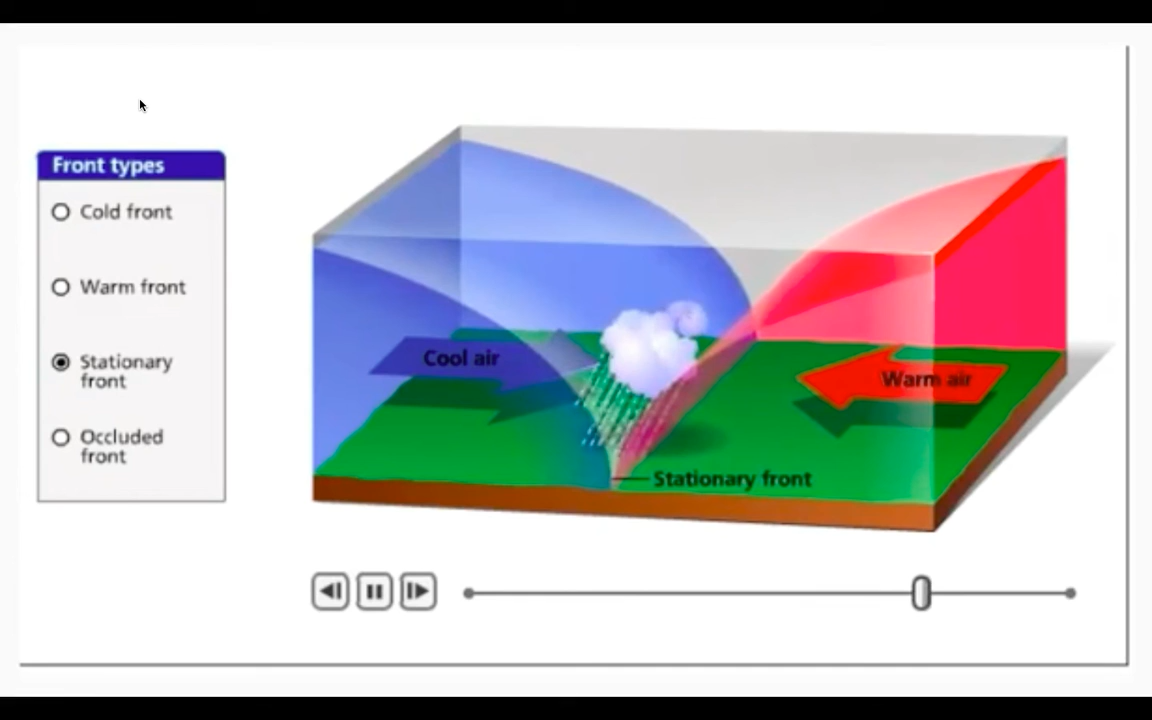 Front types
Cold front
Warm front
Stationary
front
Occluded
front
Cool air
Warm air
Stationary front